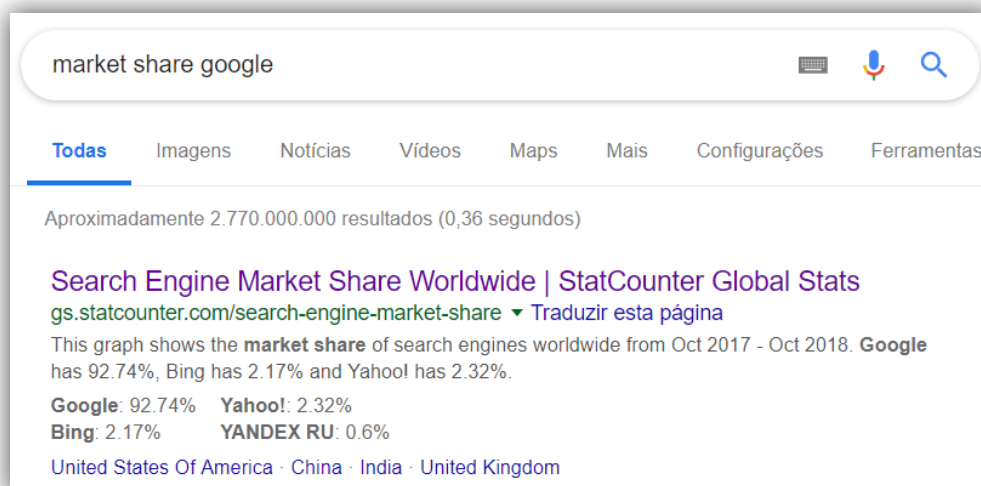 market share google
Todas Imagens Notícias Vídeos Maps Mais Configurações Ferramentas
Aproximadamente 2.770.000.000 resultados (0,36 segundos)
Search Engine Market Share Worldwide | StatCounter Global Stats
gs.statcounter.com/search-engine-market-share ▾ Traduzir esta página
This graph shows the market share of search engines worldwide from Oct 2017 - Oct 2018. Google
has 92.74%, Bing has 2.17% and Yahoo! has 2.32%.
Google: 92.74% Yahoo!: 2.32%
Bing: 2.17% YANDEX RU: 0.6%
United States Of America · China · India · United Kingdom